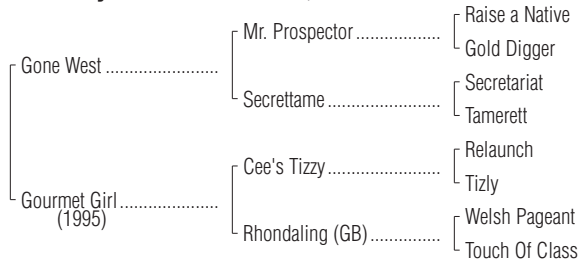 Raise a Native
Mr. Prospector
Gold Digger
Gone West
Secretariat
Secrettame
Tamerett
Relaunch
Cee's Tizzy
Tizly
Gourmet Girl
(1995)
Welsh Pageant
Rhondaling (GB)
Touch Of Class